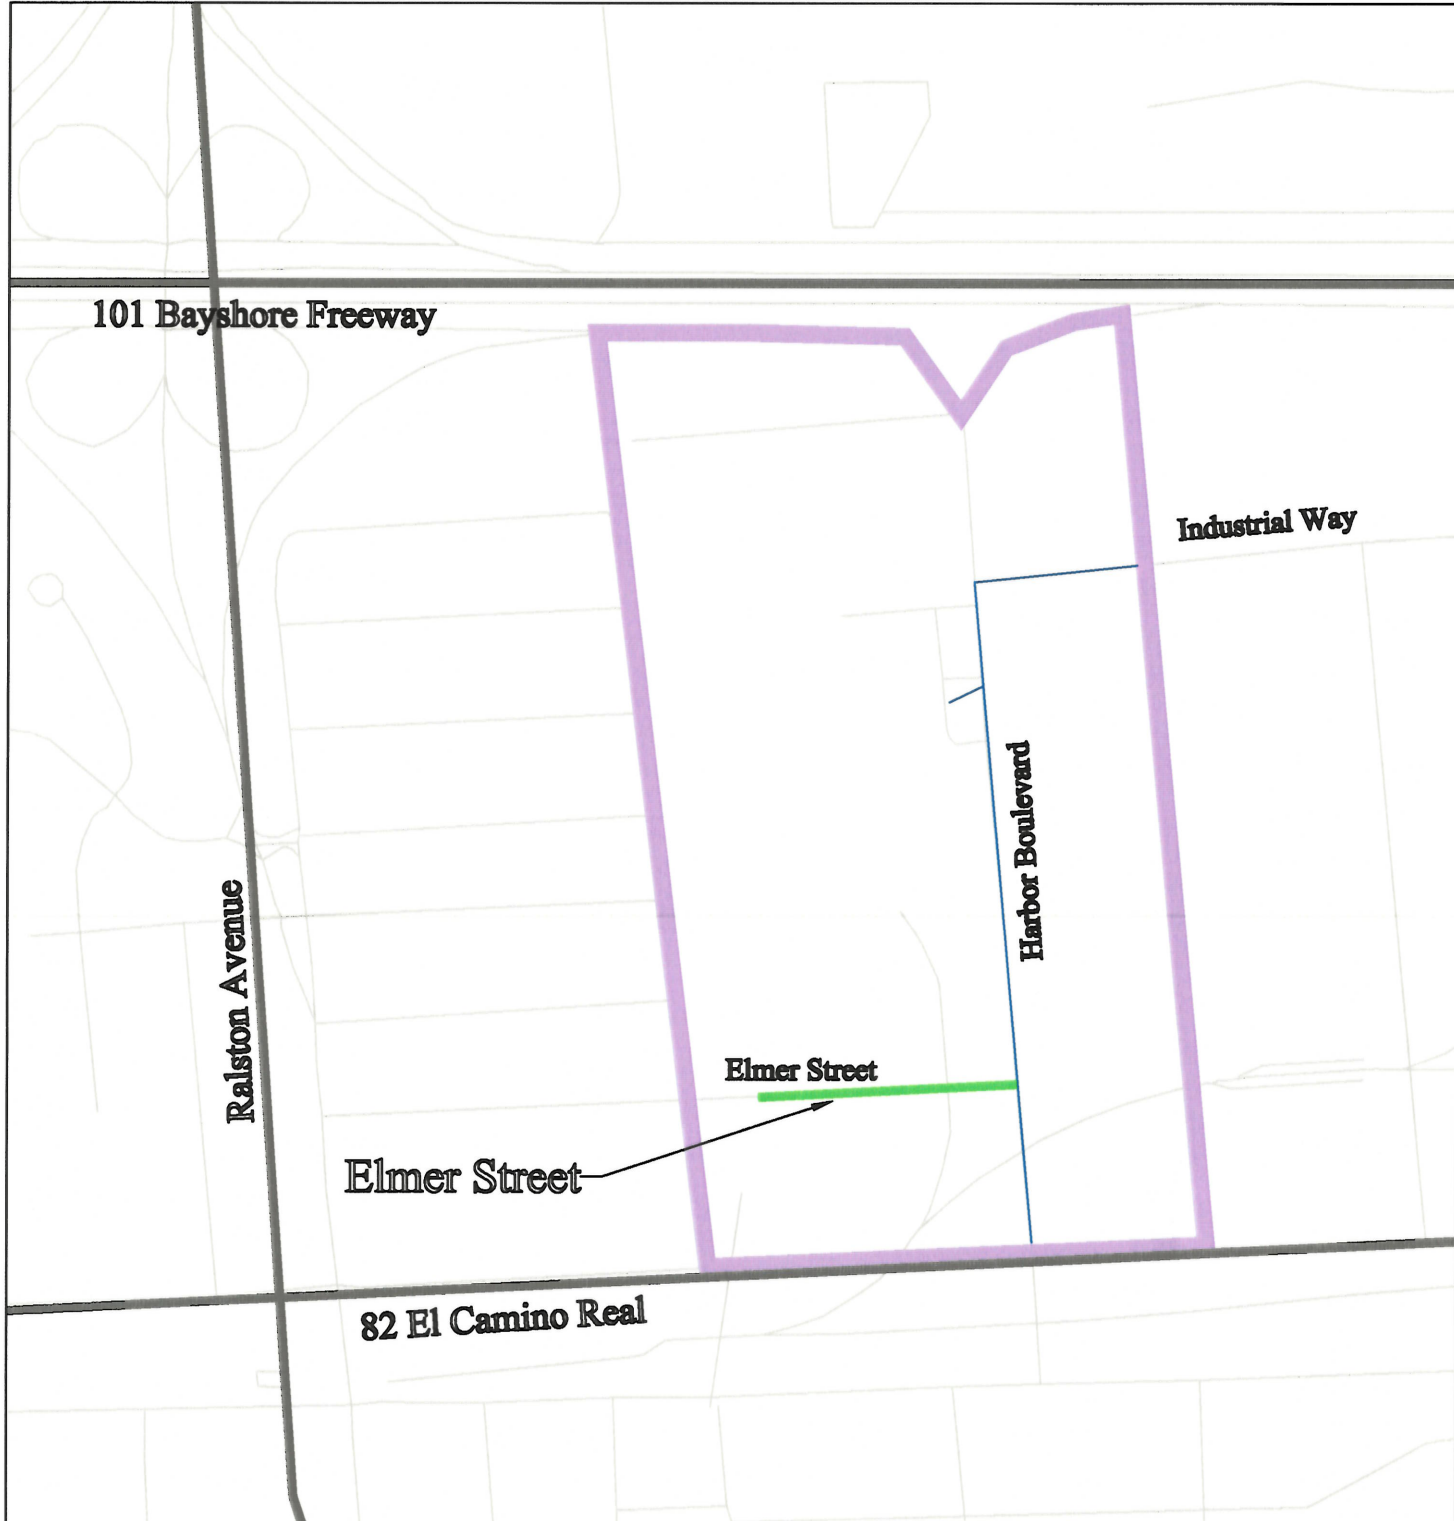 101 Bayshore Freeway
Industrial Way
Harbor Boulevard
Ralston Avenue
Elmer Street
Elmer Street
82 El Camino Real